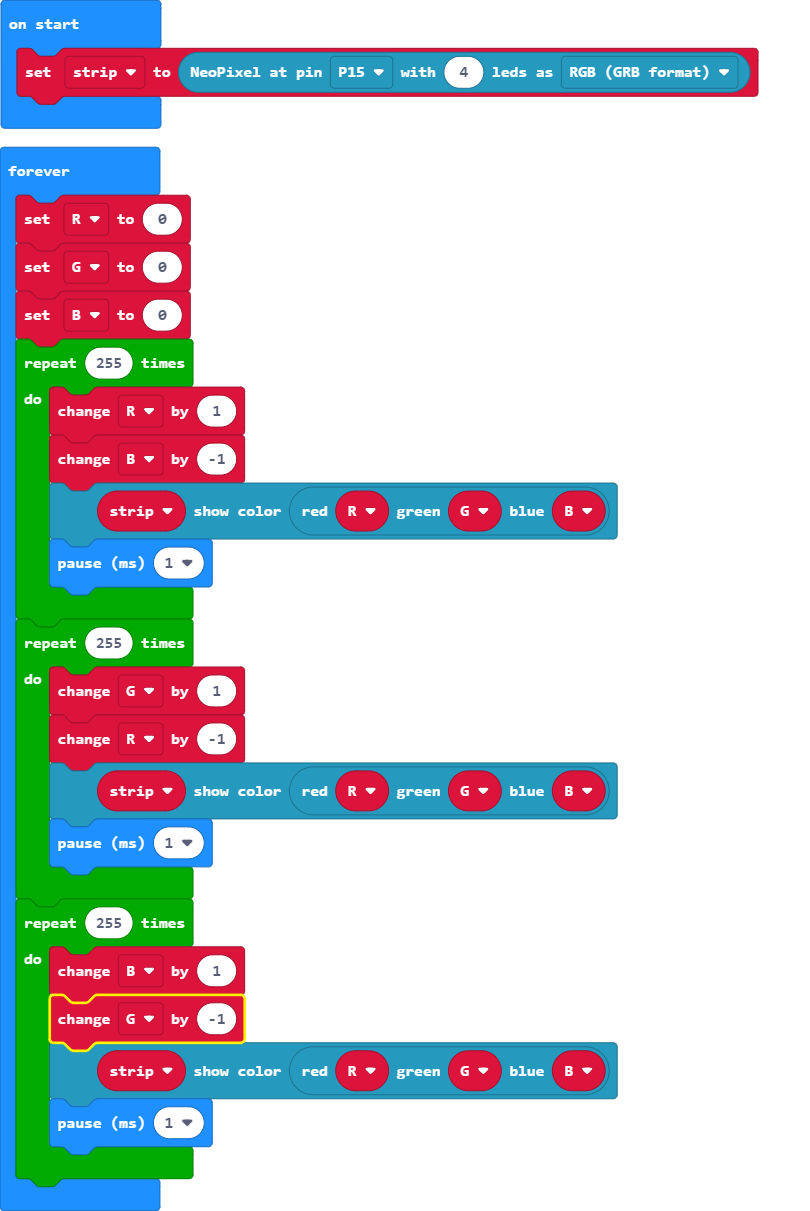 on start
set strip to NeoPixel at pin P15 with 4 leds as RGB (GRB format)
forever
set R to 0
set G to 0
set B to 0
repeat 255 times
do
change R by 1
change B by -1
strip show color red R green G blue B
pause (ms) 1
repeat 255 times
do
change G by 1
change R by -1
strip show color red R green G blue B
pause (ms) 1
repeat 255 times
do
change B by 1
change G by -1
strip show color red R green G blue B
pause (ms) 1